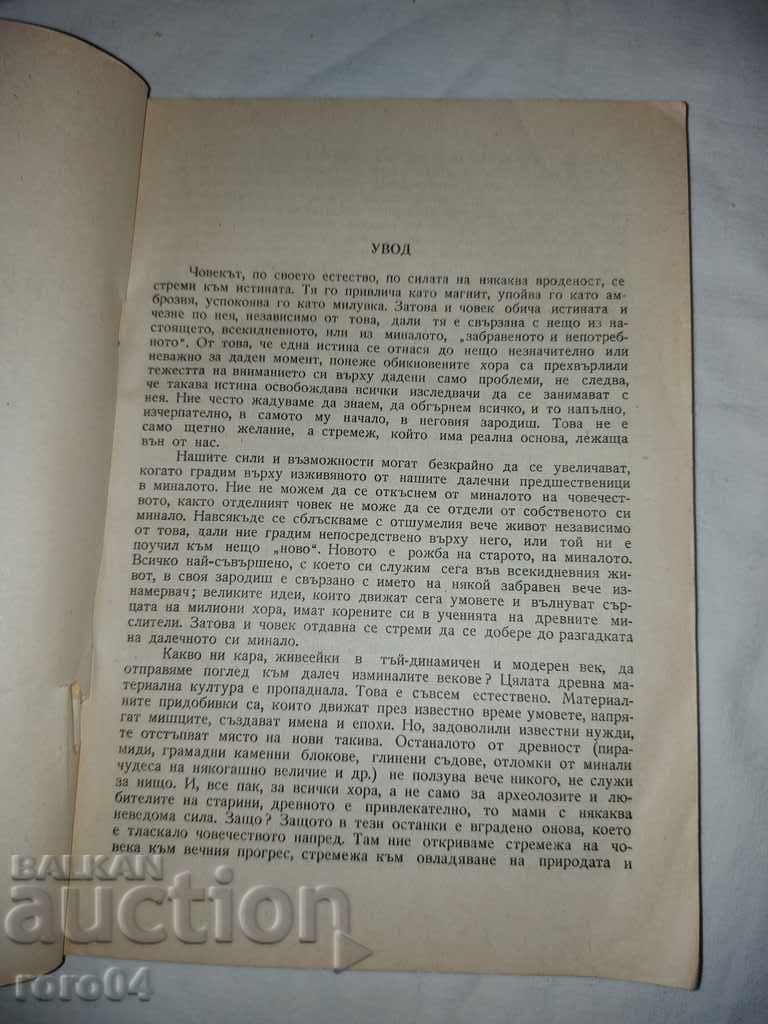 УВОД
Човекът, по своето естество, по силата на някаква вроденост, се
стреми към истината. Тя го привлича като магнит, упойва го като ам-
брозия, успокоява го като милувка. Затова и човек обича истината и
чезне по нея, независимо от това, дали тя е свързана с нещо из на-
стоящето, всекидневното, или из миналото, „забравеното и непотреб-
ното“. От това, че една истина се отнася до нещо незначително или
неважно за даден момент, понеже обикновените хора са прехвърлили
тежестта на вниманието си върху дадени само проблеми, не следва,
че такава истина освобождава всички изследвачи да се занимават с
нея. Ние често жадуваме да знаем, да обгърнем всичко, и то напълно,
изчерпателно, в самото му начало, в неговия зародиш. Това не е
само щетно желание, а стремеж, който има реална основа, лежаща
вън от нас.
Нашите сили и възможности могат безкрайно да се увеличават,
когато градим върху изживяното от нашите далечни предшественици
в миналото. Ние не можем да се откъснем от миналото на човечест-
вото, както отделният човек не може да се отдели от собственото си
минало. Навсякъде се сблъскваме с отшумелия вече живот независимо
от това, дали ние градим непосредствено върху него, или той ни е
поучил към нещо „ново“. Новото е рожба на старото, на миналото.
Всичко най-съвършено, с което си служим сега във всекидневния жи-
вот, в своя зародиш е свързано с името на някой забравен вече из-
намервач; великите идеи, които движат сега умовете и вълнуват сър-
цата на милиони хора, имат корените си в ученията на древните ми-
слители. Затова и човек отдавна се стреми да се добере до разгадката
на далечното си минало.
Какво ни кара, живеейки в тъй-динамичен и модерен век, да
отправяме поглед към далеч изминалите векове? Цялата древна ма-
териална култура е пропаднала. Това е съвсем естествено. Материал-
ните придобивки са, които движат през известно време умовете, напря-
гат мишците, създават имена и епохи. Но, задоволили известни нужди,
те отстъпват място на нови такива. Останалото от древност (пира-
миди, грамадни каменни блокове, глинени съдове, отломки от минали
чудеса на някогашно величие и др.) не ползува вече никого, не служи
за нищо. И, все пак, за всички хора, а не само за археолозите и лю-
бителите на старини, древното е привлекателно, то мами с някаква
неведома сила. Защо? Защото в тези останки е вградено онова, което
е тласкало човечеството напред. Там ние откриваме стремежа на чо-
века към вечния прогрес, стремежа към овладяване на природата и
BALKAN
auction
roro04